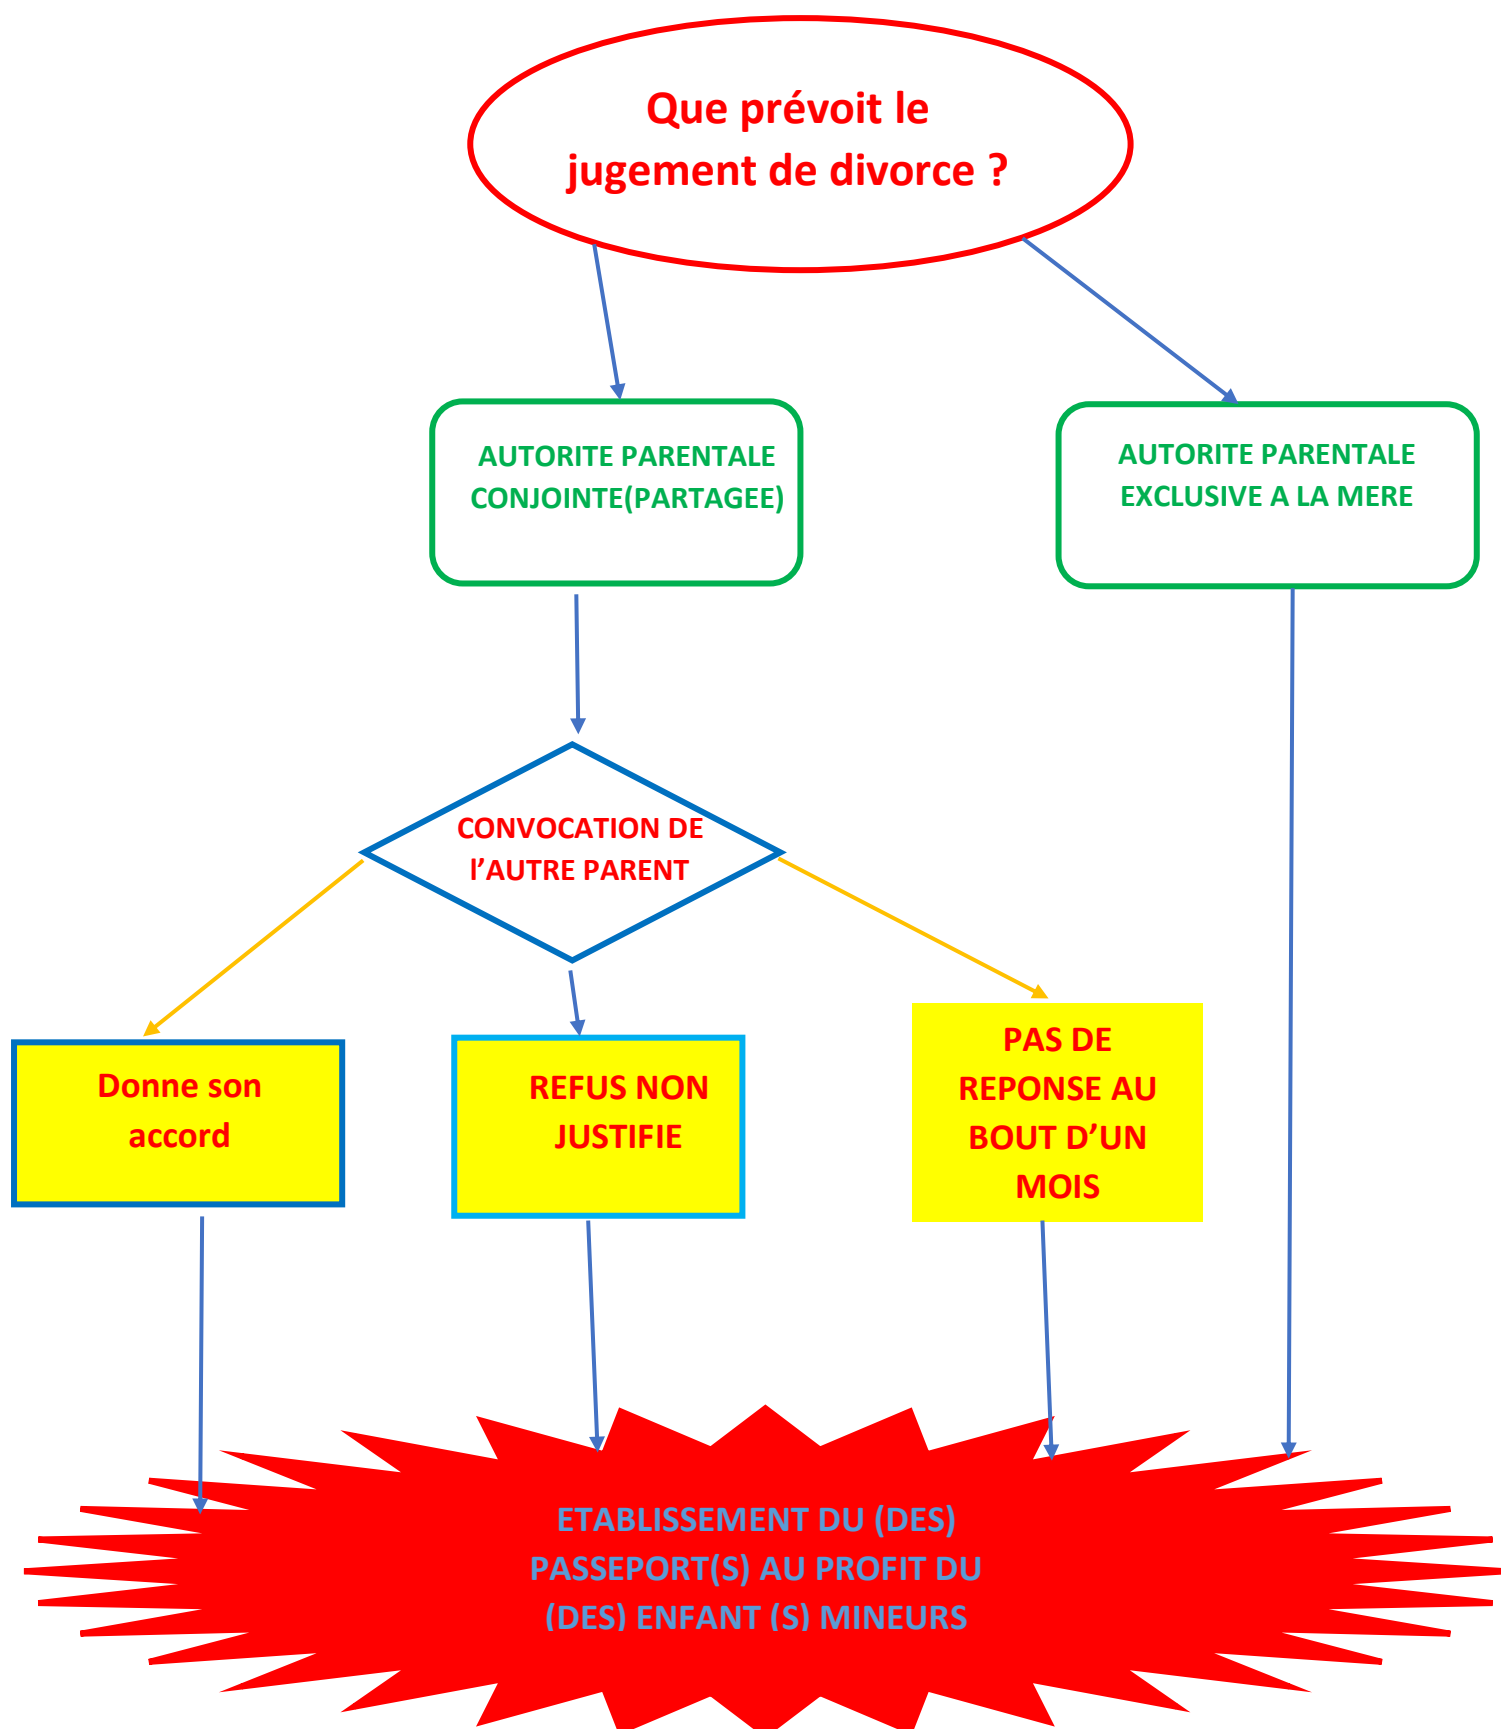 Que prévoit le
jugement de divorce ?
AUTORITE PARENTALE
CONJOINTE(PARTAGEE)
AUTORITE PARENTALE
EXCLUSIVE A LA MERE
CONVOCATION DE
l’AUTRE PARENT
Donne son
accord
REFUS NON
JUSTIFIE
PAS DE
REPONSE AU
BOUT D’UN
MOIS
ETABLISSEMENT DU (DES)
PASSEPORT(S) AU PROFIT DU
(DES) ENFANT (S) MINEURS